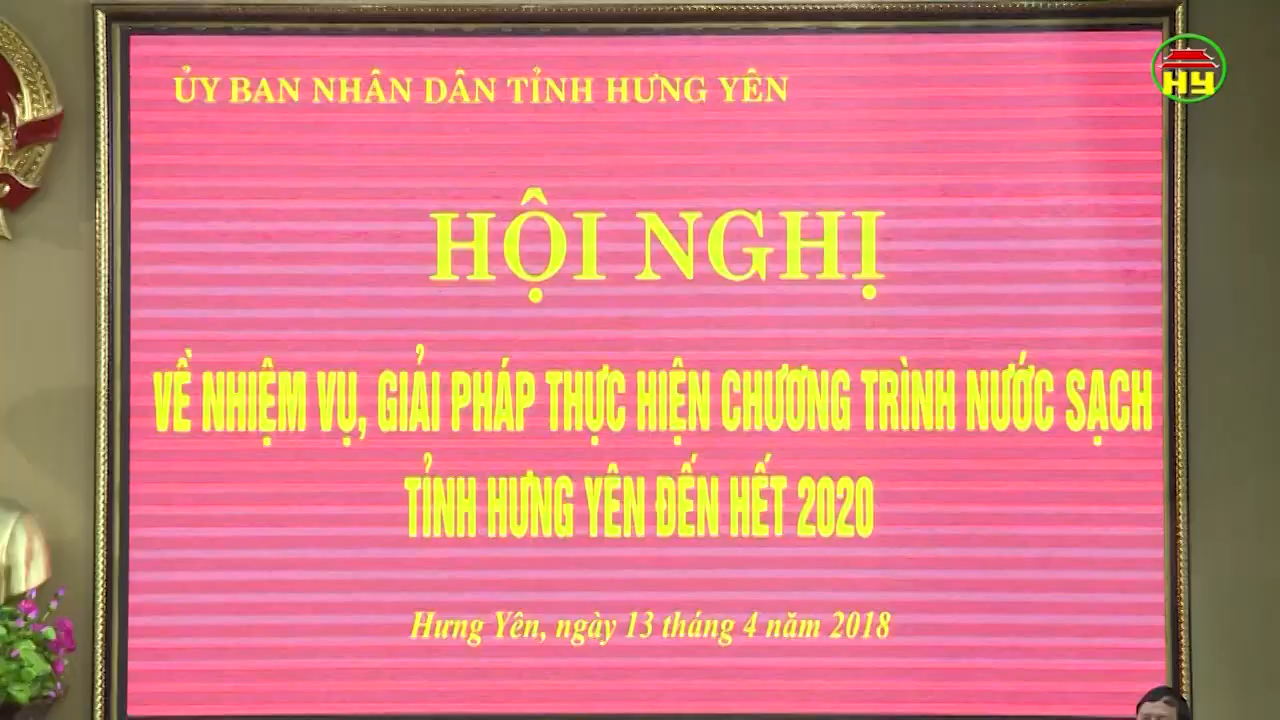 ỦY BAN NHÂN DÂN TỈNH HƯNG YÊN
HY
HỘI NGHỊ
VỀ NHIỆM VỤ, GIẢI PHÁP THỰC HIỆN CHƯƠNG TRÌNH NƯỚC SẠCH
TỈNH HƯNG YÊN ĐẾN HẾT 2020
Hưng Yên, ngày 13 tháng 4 năm 2018